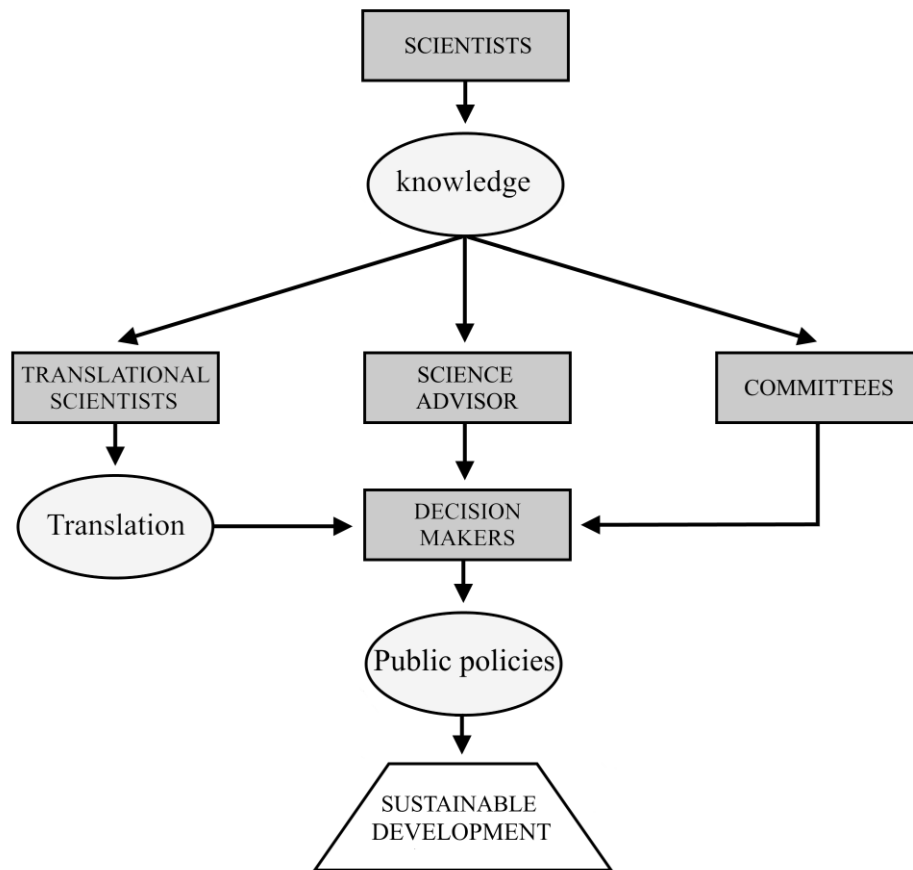 SCIENTISTS
knowledge
TRANSLATIONAL
SCIENTISTS
SCIENCE
ADVISOR
COMMITTEES
Translation
DECISION
MAKERS
Public policies
SUSTAINABLE
DEVELOPMENT